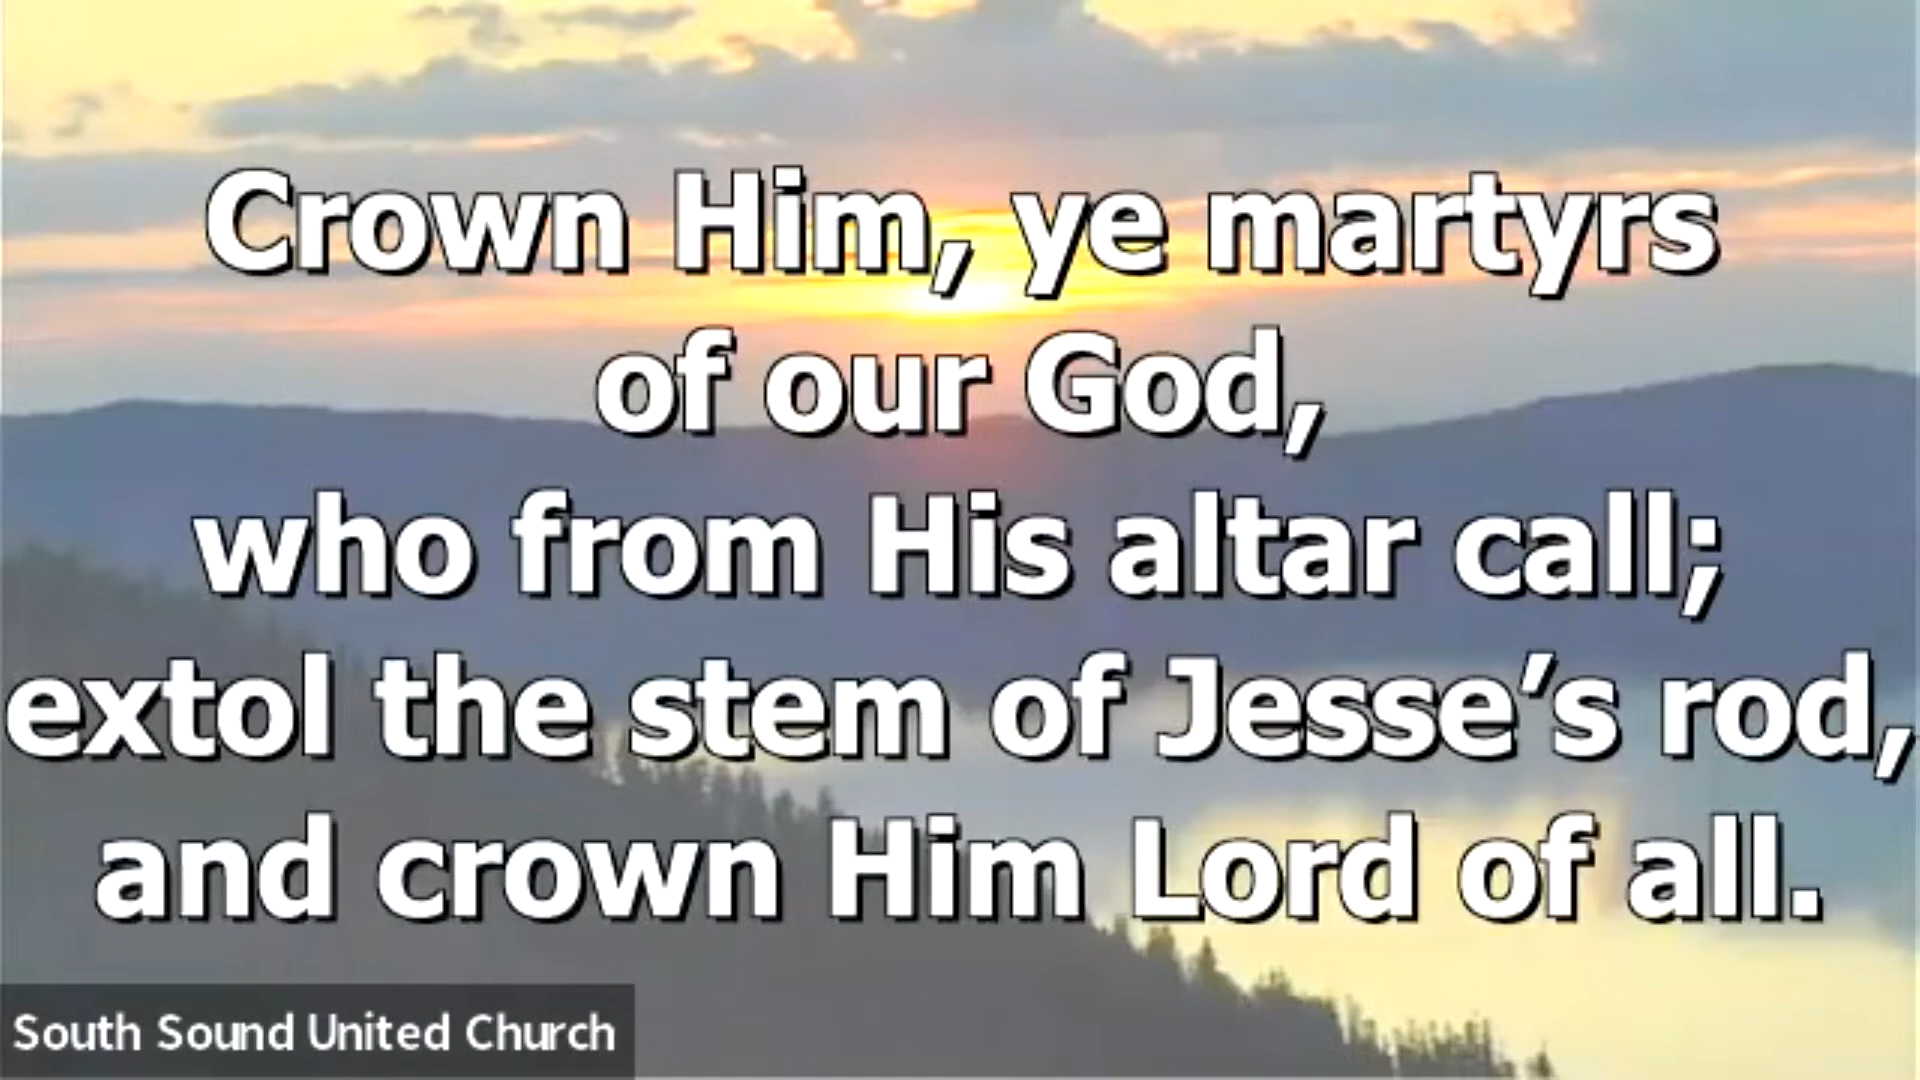 Crown Him, ye martyrs
of our God,
who from His altar call;
extol the stem of Jesse’s rod,
and crown Him Lord of all.
South Sound United Church